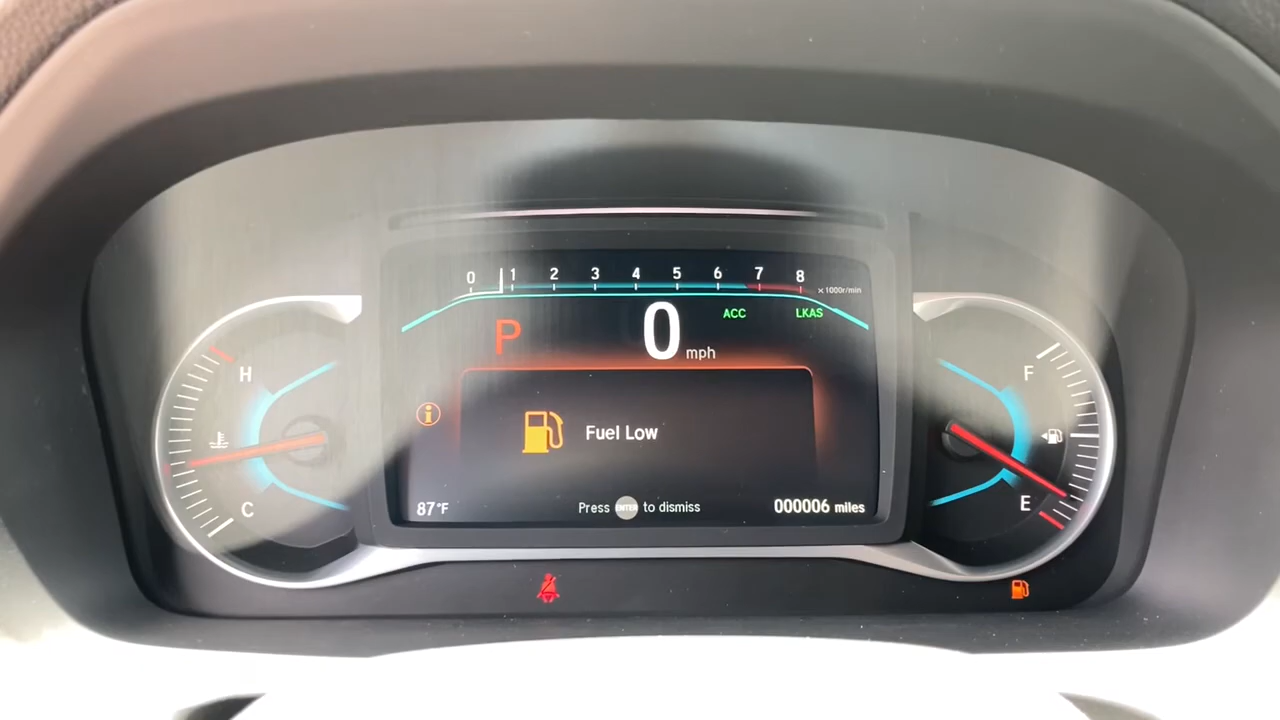 0 1 2 3 4 5 6 7 8 ×1000r/min
P 0 mph ACC LKAS
H
F
i
Fuel Low
C
E
87°F
Press ENTER to dismiss
000006 miles